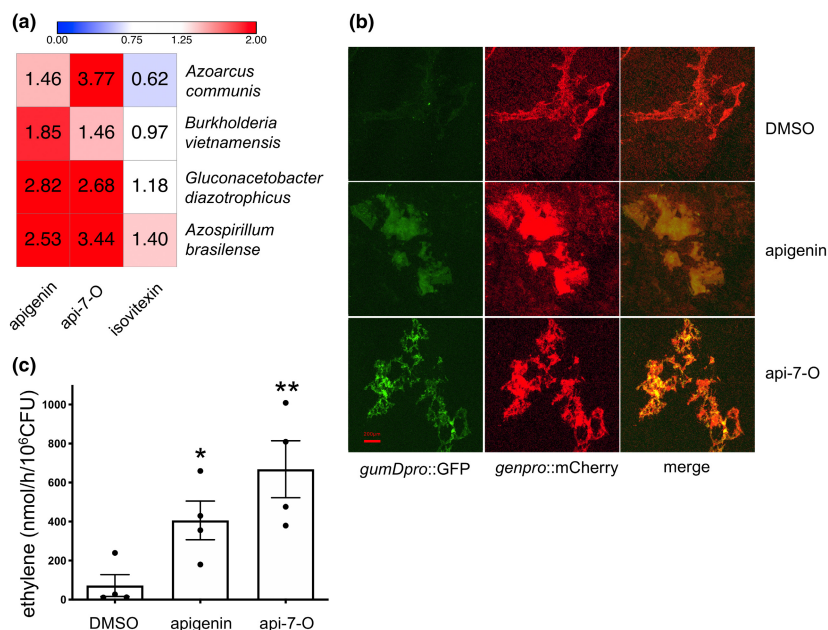 (a)
0.00 0.75 1.25 2.00
1.46 3.77 0.62 Azoarcus
communis
1.85 1.46 0.97 Burkholderia
vietnamensis
2.82 2.68 1.18 Gluconacetobacter
diazotrophicus
2.53 3.44 1.40 Azospirillum
brasilense
apigenin api-7-O isovitexin
(b)
DMSO
apigenin
api-7-O
gumDpro::GFP genpro::mCherry merge
(c)
ethylene (nmol/h/10⁶CFU)
1000
800
600
400
200
0
* **
DMSO apigenin api-7-O